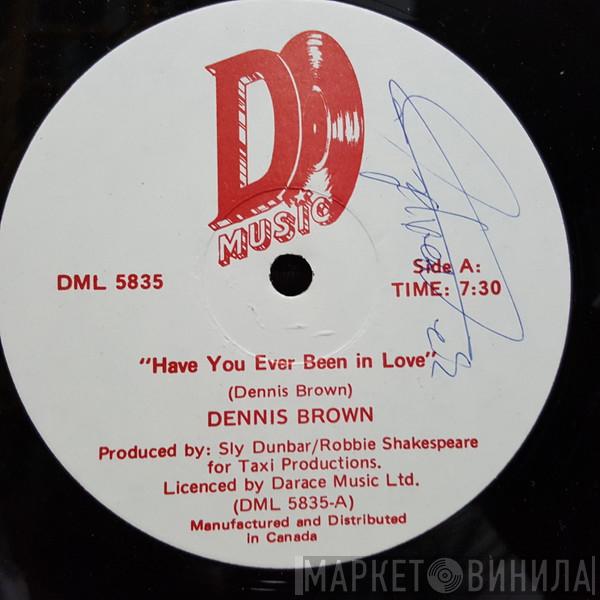 D
MUSIC
DML 5835
Side A:
TIME: 7:30
"Have You Ever Been in Love"
(Dennis Brown)
DENNIS BROWN
Produced by: Sly Dunbar/Robbie Shakespeare
for Taxi Productions.
Licenced by Darace Music Ltd.
(DML 5835-A)
Manufactured and Distributed
in Canada
МАРКЕТ ВИНИЛА